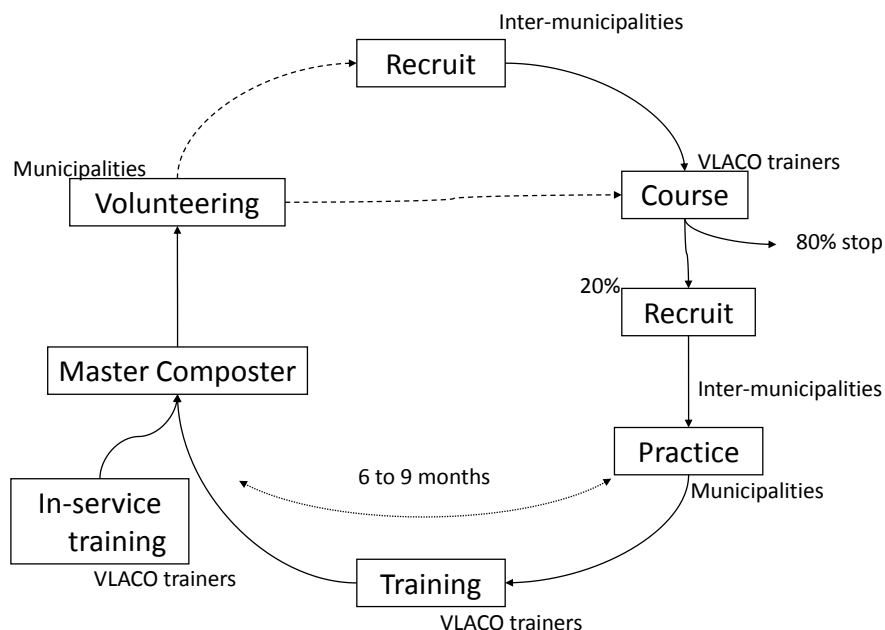 Inter-municipalities
Recruit
Municipalities
Volunteering
VLACO trainers
Course
80% stop
20%
Recruit
Master Composter
Inter-municipalities
Practice
6 to 9 months
Municipalities
In-service
training
VLACO trainers
Training
VLACO trainers